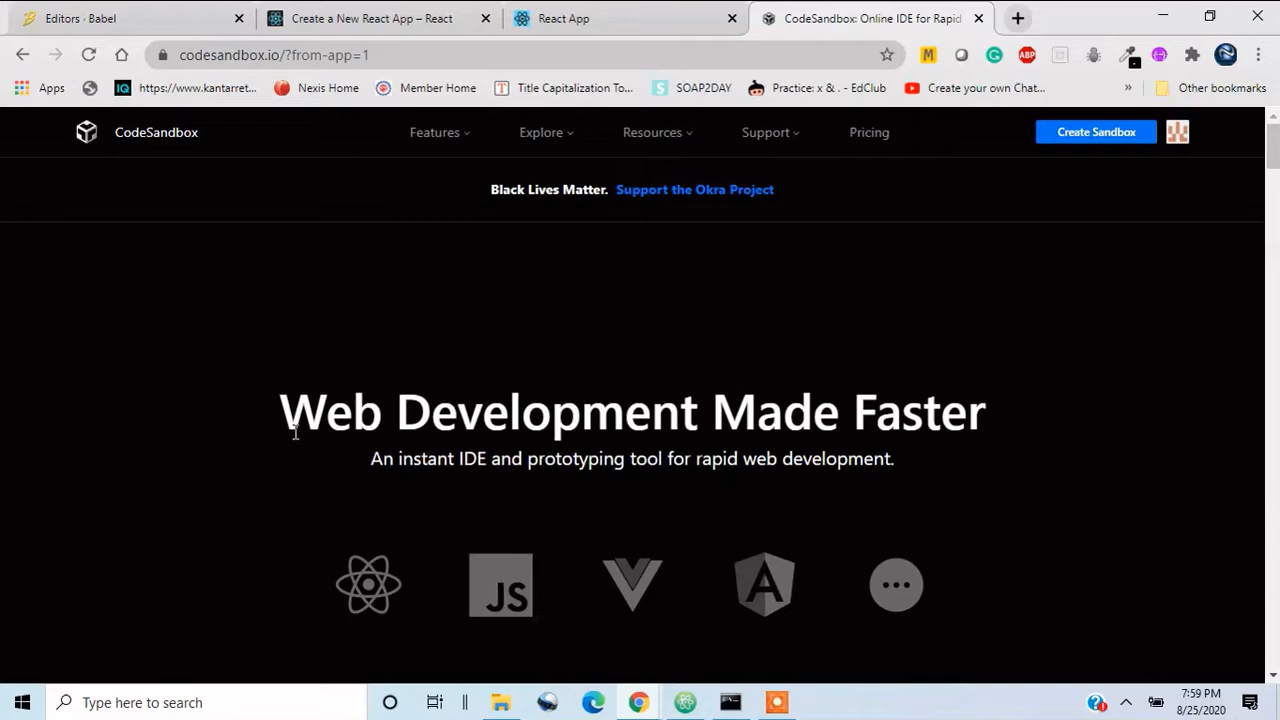 Editors · Babel
Create a New React App – React
React App
CodeSandbox: Online IDE for Rapid
codesandbox.io/?from-app=1
Apps
https://www.kantarret...
Nexis Home
Member Home
Title Capitalization To...
SOAP2DAY
Practice: x & . - EdClub
Create your own Chat...
Other bookmarks
CodeSandbox
Features
Explore
Resources
Support
Pricing
Create Sandbox
Black Lives Matter. Support the Okra Project
Web Development Made Faster
An instant IDE and prototyping tool for rapid web development.
JS
Type here to search
7:59 PM
8/25/2020